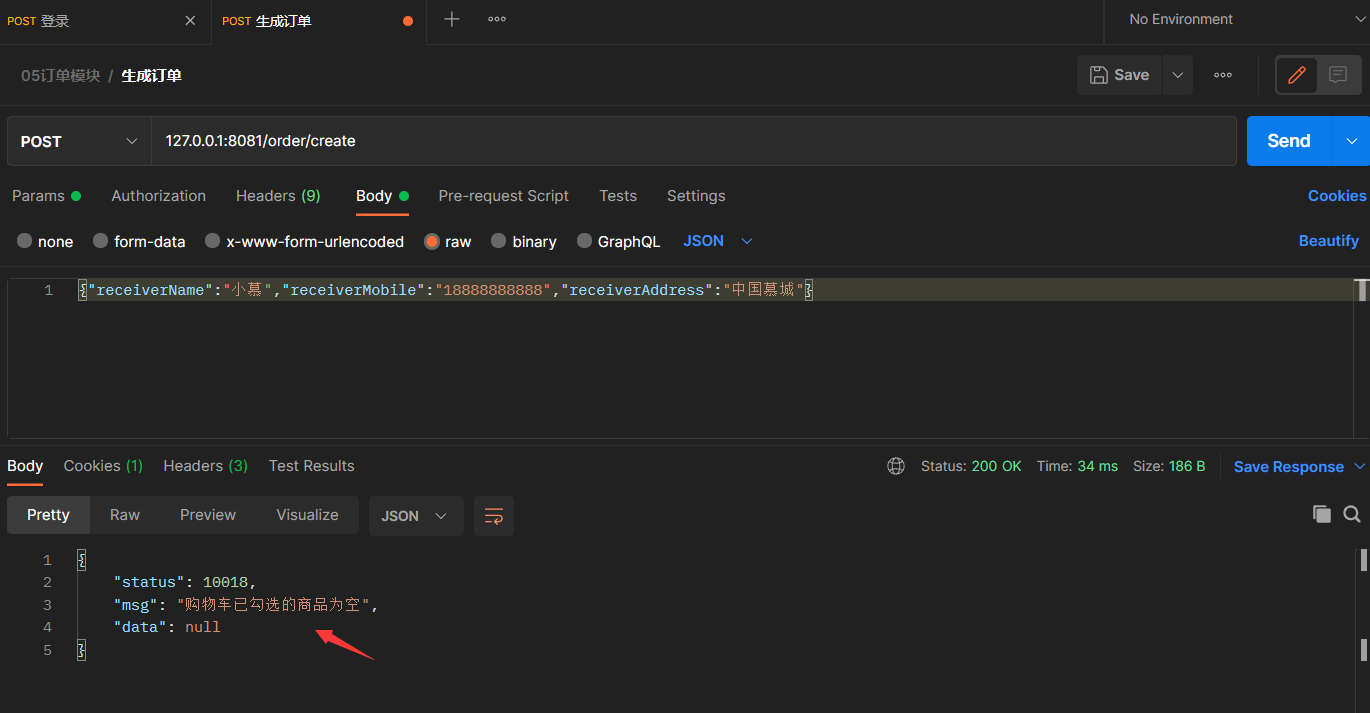 POST 登录
POST 生成订单
No Environment
05订单模块 / 生成订单
Save
POST
127.0.0.1:8081/order/create
Send
Params
Authorization
Headers (9)
Body
Pre-request Script
Tests
Settings
Cookies
none
form-data
x-www-form-urlencoded
raw
binary
GraphQL
JSON
Beautify
1 {"receiverName":"小慕","receiverMobile":"18888888888","receiverAddress":"中国慕城"}
Body
Cookies (1)
Headers (3)
Test Results
Status: 200 OK
Time: 34 ms
Size: 186 B
Save Response
Pretty
Raw
Preview
Visualize
JSON
1 {
2 "status": 10018,
3 "msg": "购物车已勾选的商品为空",
4 "data": null
5 }